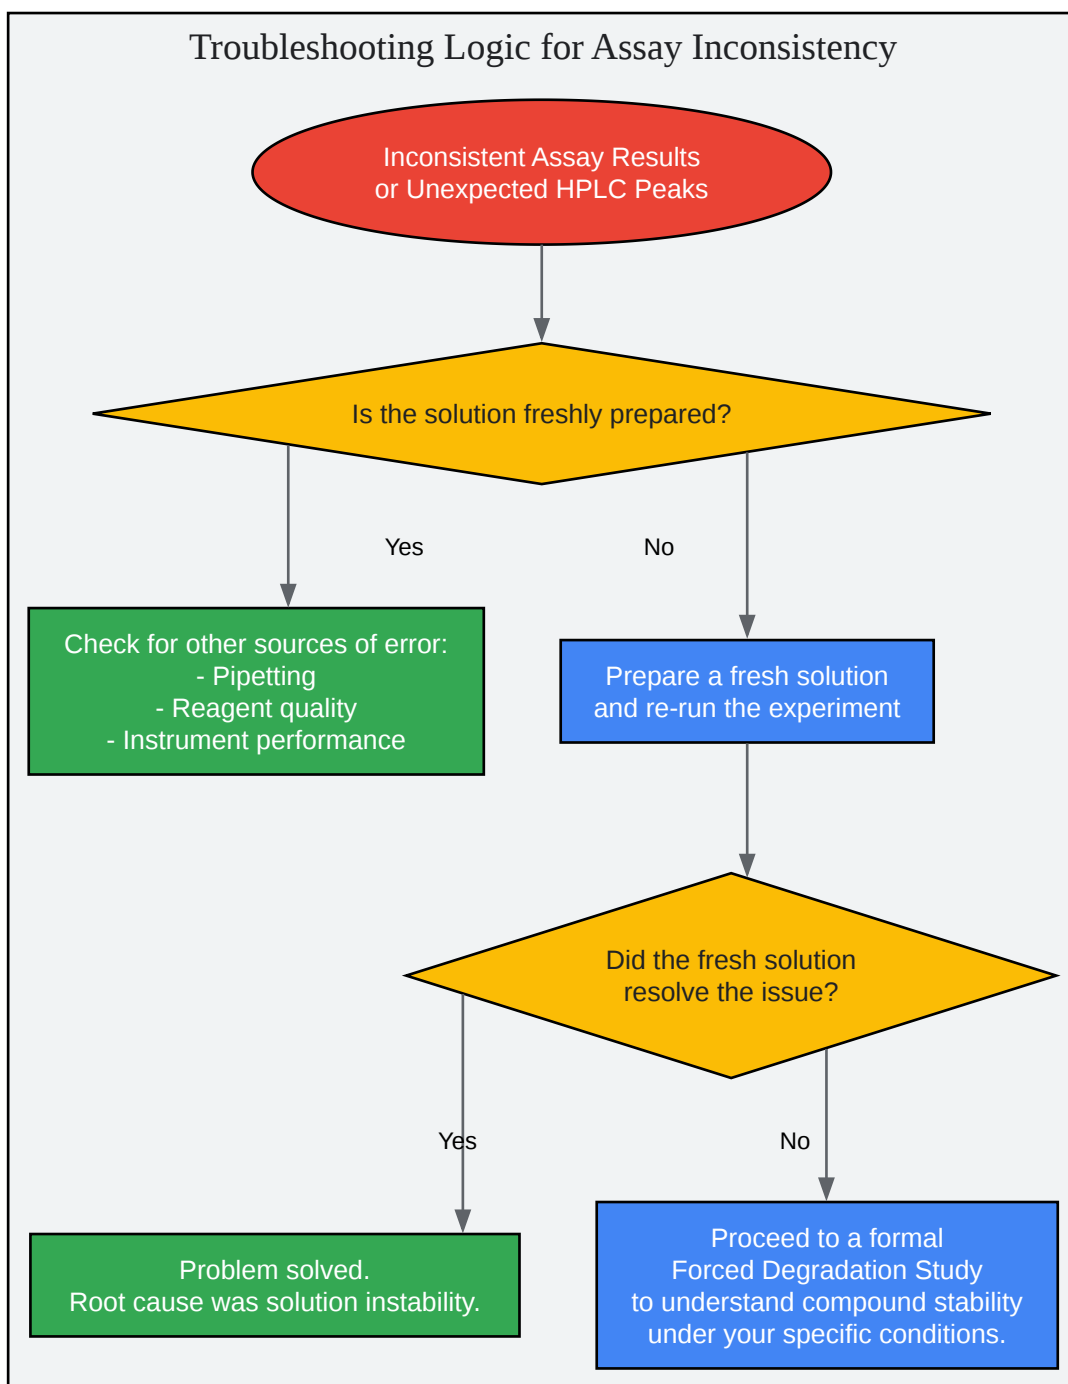 Troubleshooting Logic for Assay Inconsistency
Inconsistent Assay Results
or Unexpected HPLC Peaks
Is the solution freshly prepared?
Yes
No
Check for other sources of error:
- Pipetting
- Reagent quality
- Instrument performance
Prepare a fresh solution
and re-run the experiment
Did the fresh solution
resolve the issue?
Yes
No
Problem solved.
Root cause was solution instability.
Proceed to a formal
Forced Degradation Study
to understand compound stability
under your specific conditions.